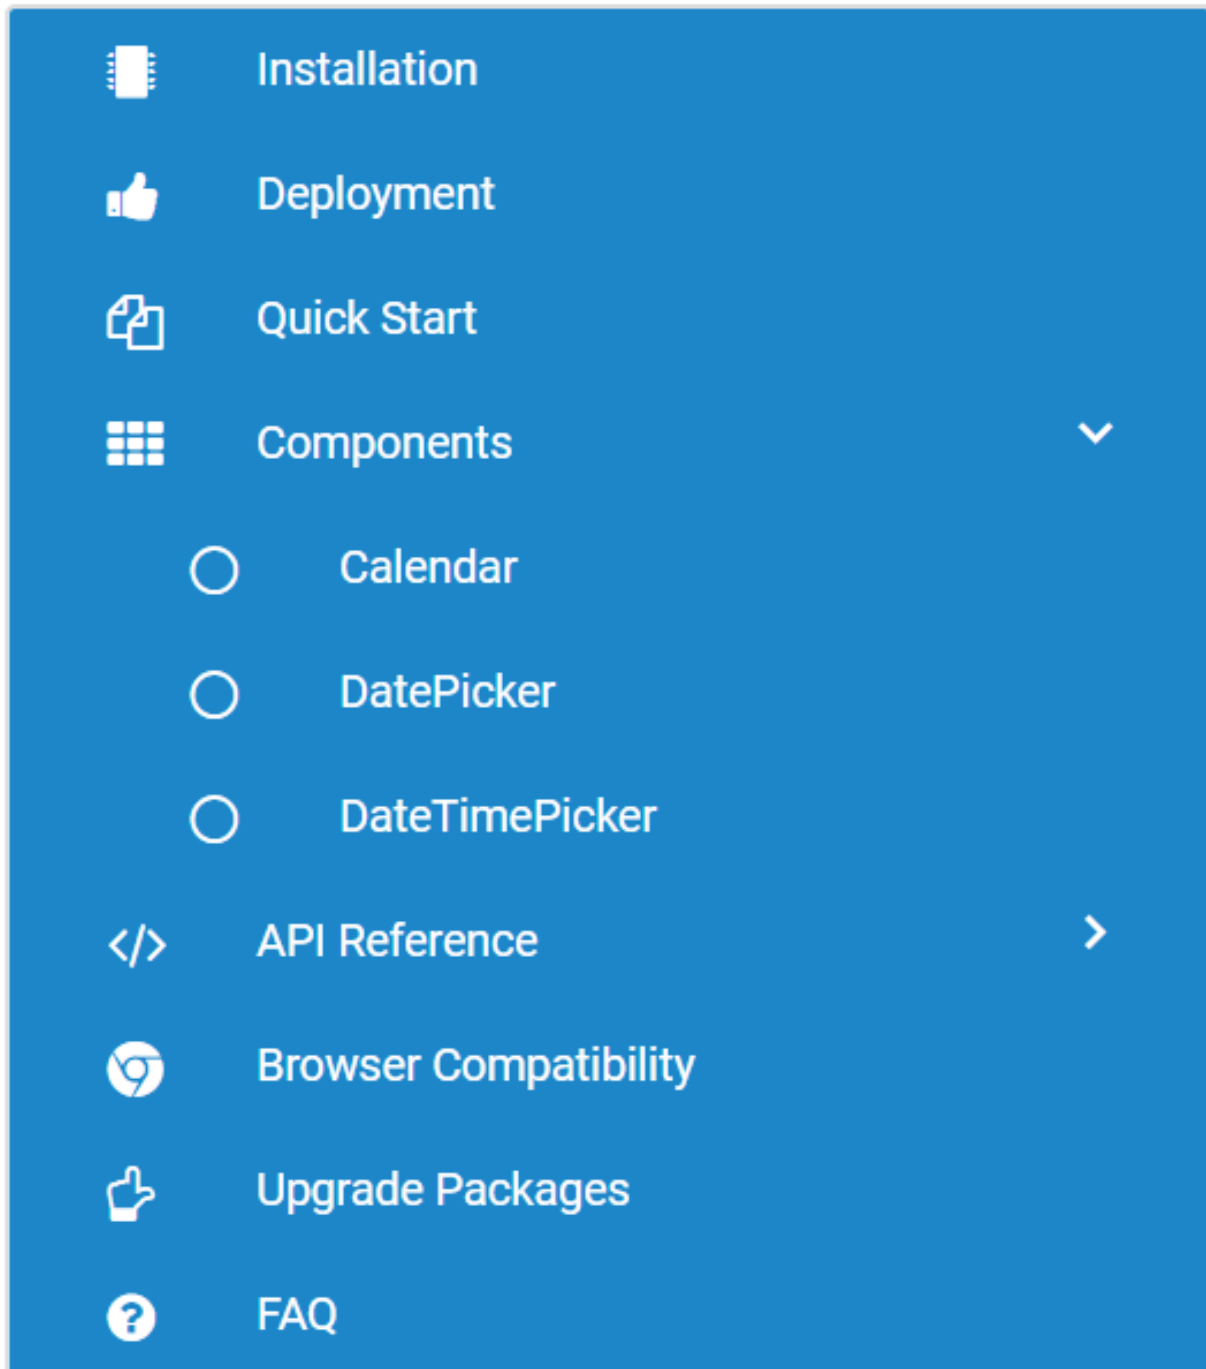 Installation
Deployment
Quick Start
Components
Calendar
DatePicker
DateTimePicker
API Reference
Browser Compatibility
Upgrade Packages
FAQ